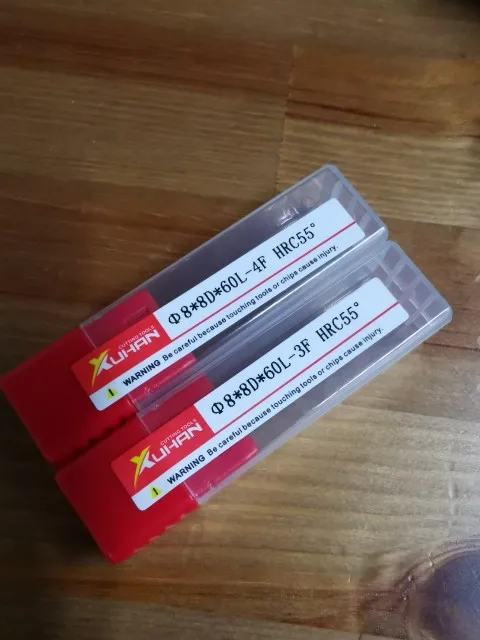 XUHAN
CUTTING TOOLS
Φ8*8D*60L-4F HRC55°
WARNING Be careful because touching tools or chips cause injury.
XUHAN
CUTTING TOOLS
Φ8*8D*60L-3F HRC55°
WARNING Be careful because touching tools or chips cause injury.